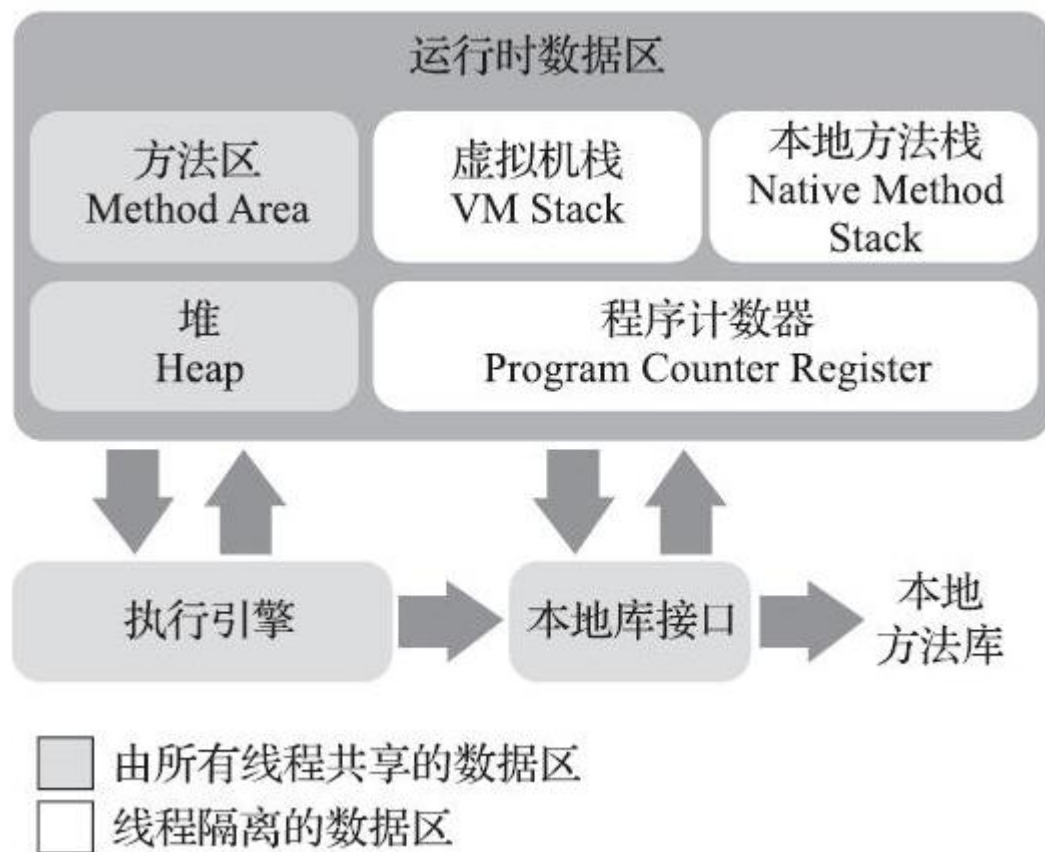 运行时数据区
方法区
Method Area
虚拟机栈
VM Stack
本地方法栈
Native Method
Stack
堆
Heap
程序计数器
Program Counter Register
执行引擎
本地库接口
本地
方法库
由所有线程共享的数据区
线程隔离的数据区